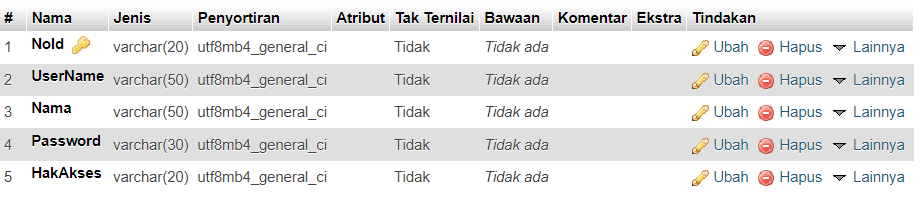 # Nama Jenis Penyortiran Atribut Tak Ternilai Bawaan Komentar Ekstra Tindakan
1 NoId varchar(20) utf8mb4_general_ci Tidak Tidak ada Ubah Hapus Lainnya
2 UserName varchar(50) utf8mb4_general_ci Tidak Tidak ada Ubah Hapus Lainnya
3 Nama varchar(50) utf8mb4_general_ci Tidak Tidak ada Ubah Hapus Lainnya
4 Password varchar(30) utf8mb4_general_ci Tidak Tidak ada Ubah Hapus Lainnya
5 HakAkses varchar(20) utf8mb4_general_ci Tidak Tidak ada Ubah Hapus Lainnya